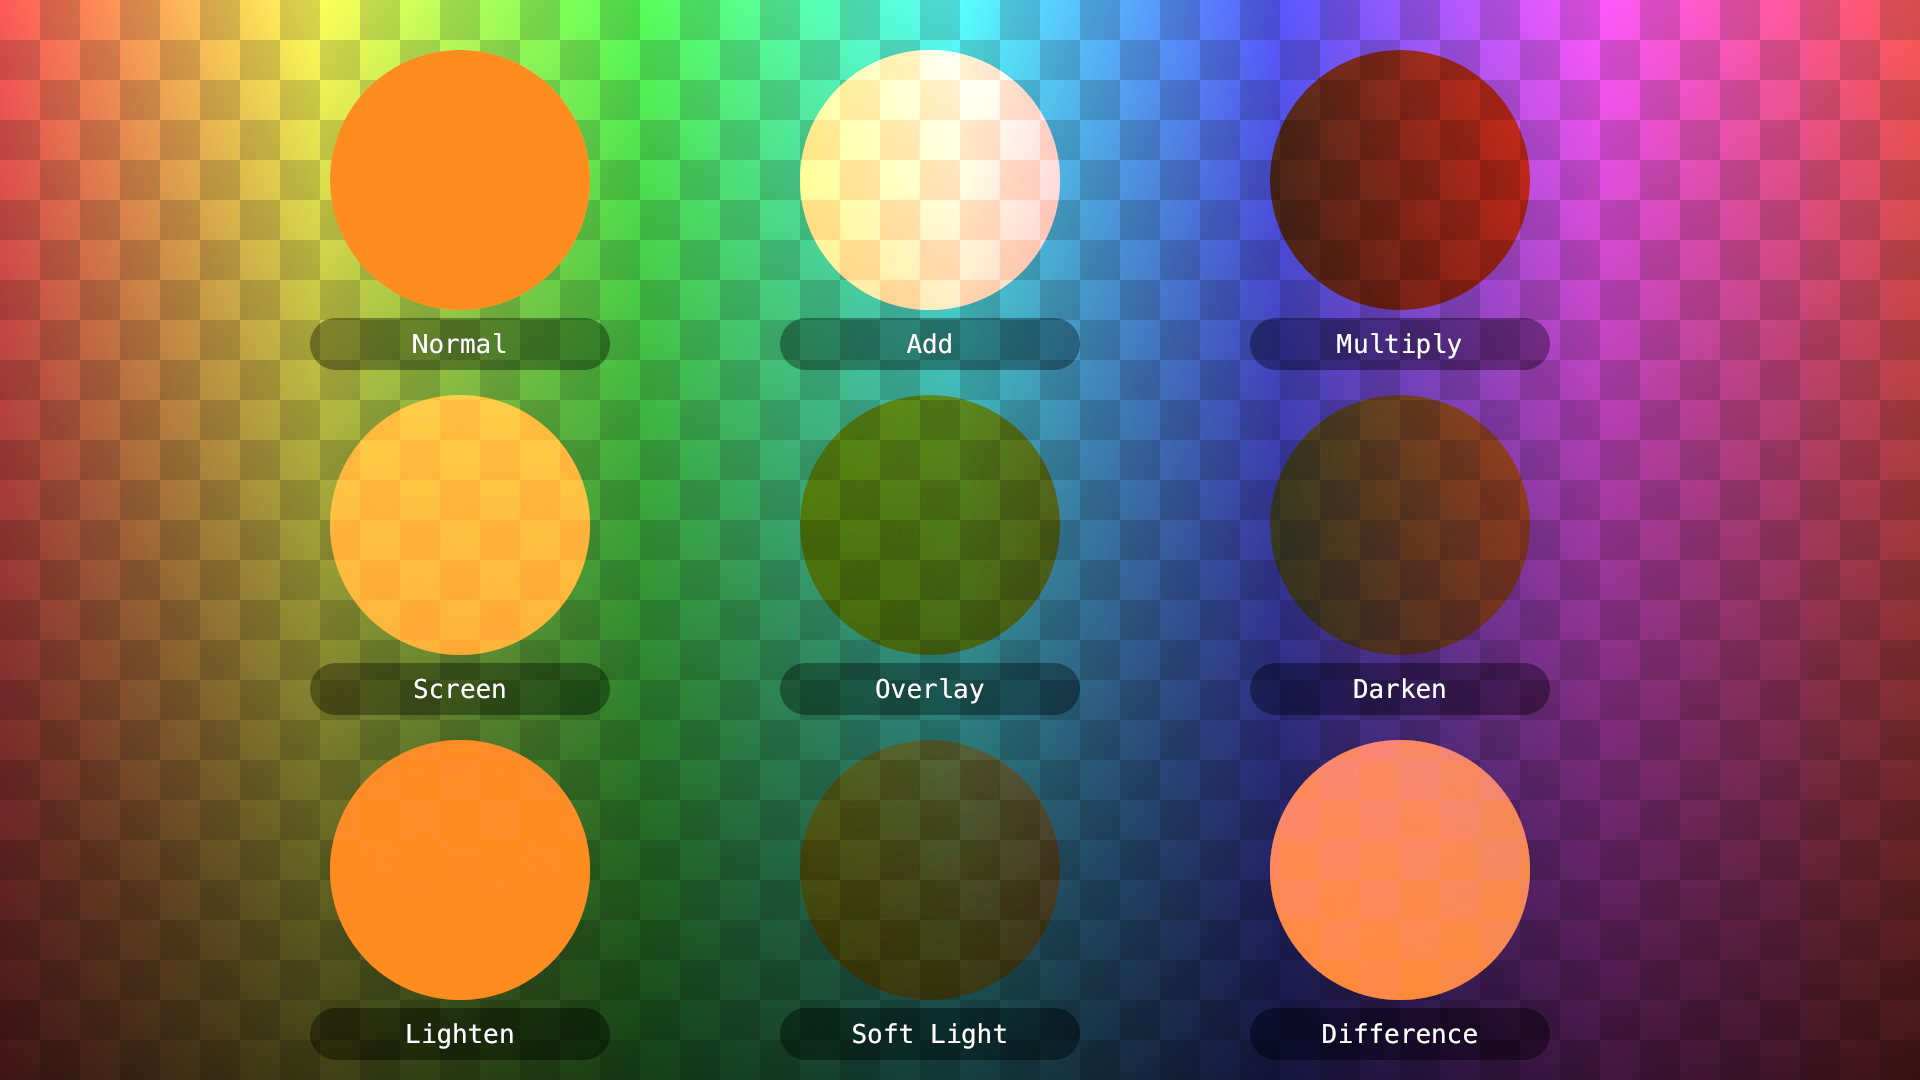 Normal
Add
Multiply
Screen
Overlay
Darken
Lighten
Soft Light
Difference